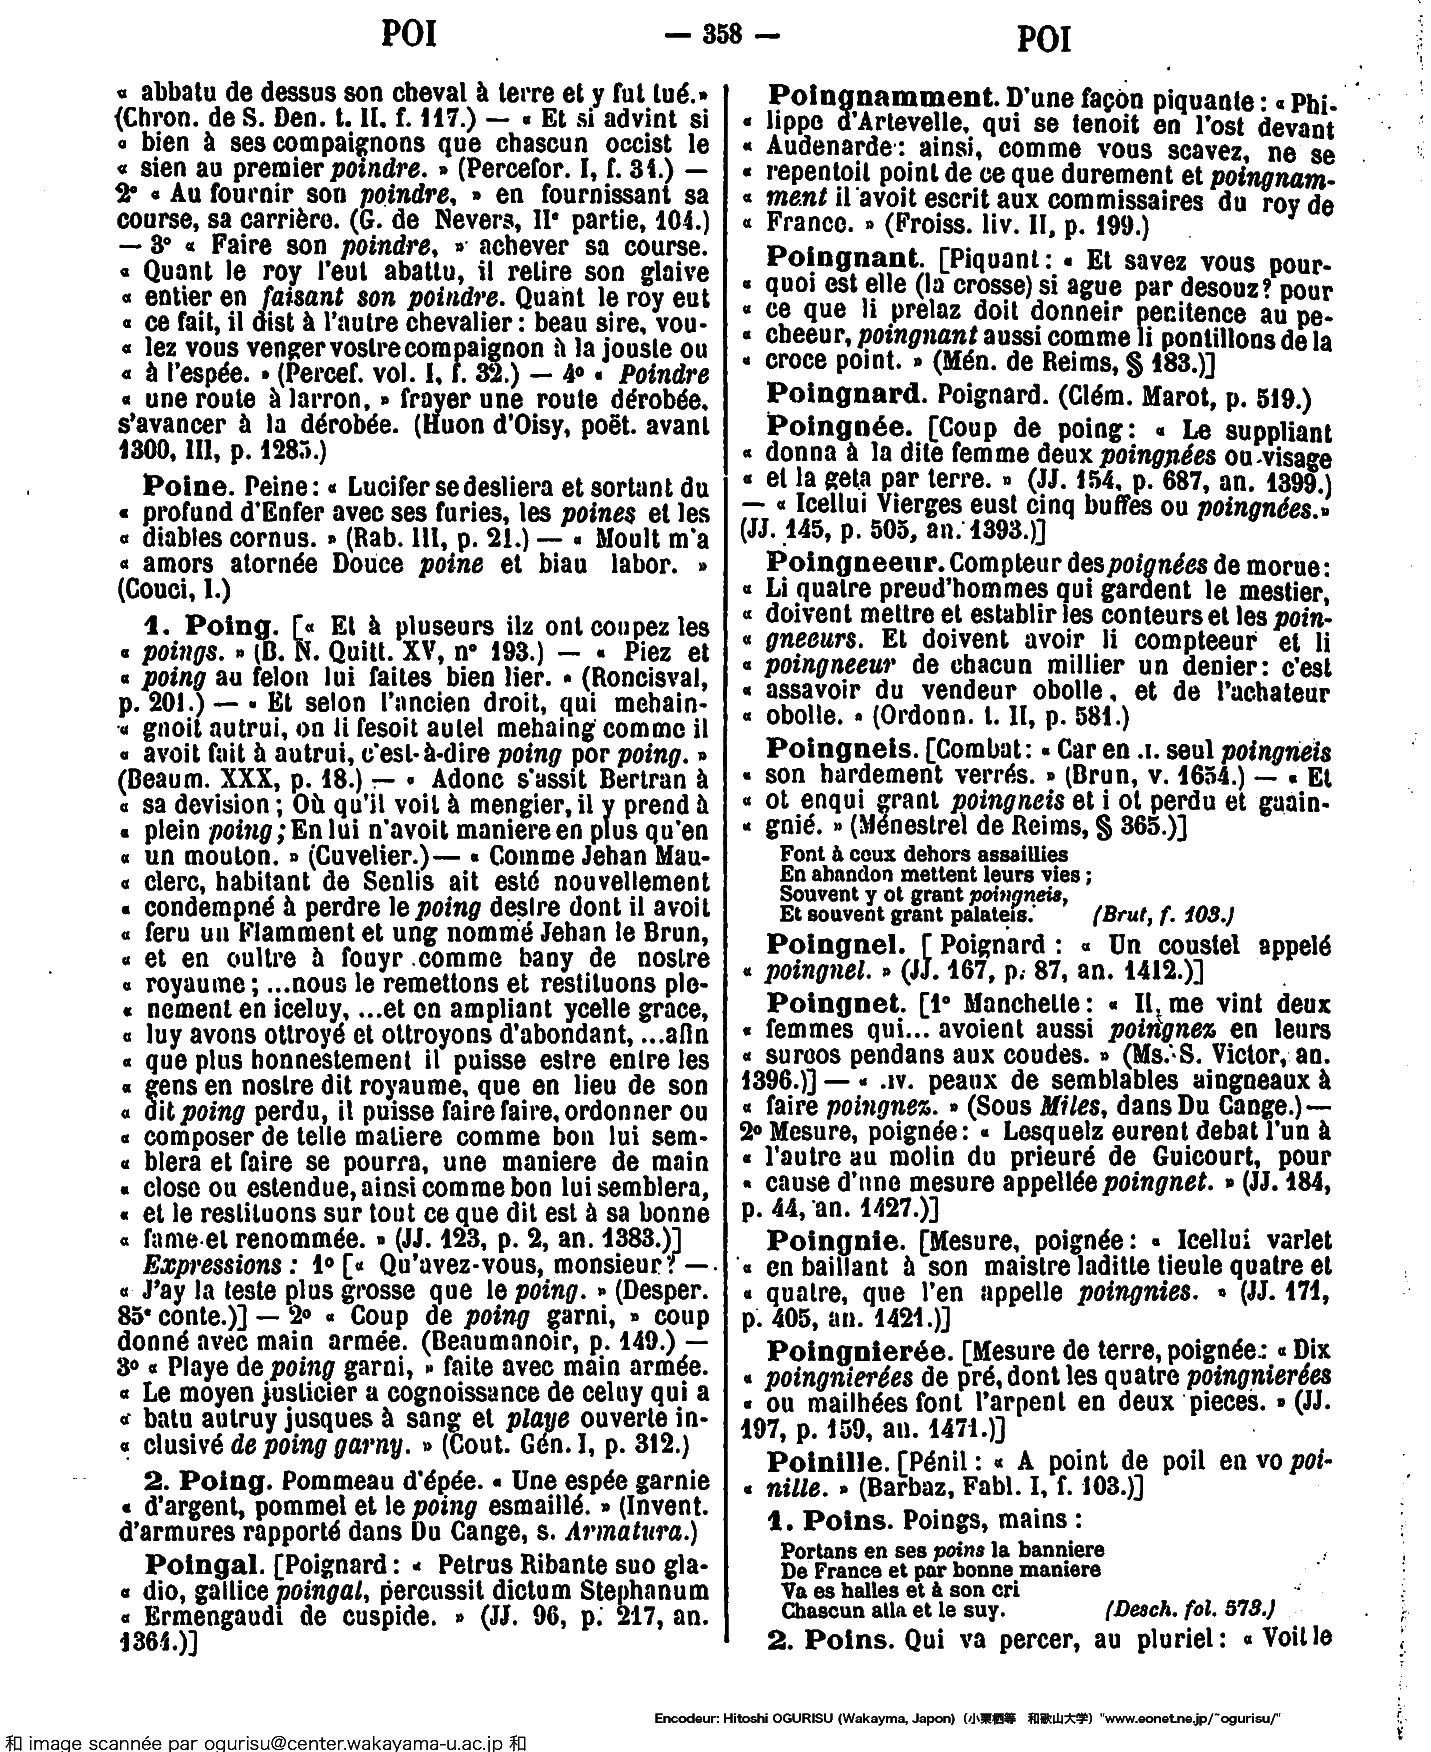 POI
— 358 —
POI
« abbatu de dessus son cheval à terre et y fut tué.»
(Chron. de S. Den. t. II. f. 117.) — « Et si advint si
« bien à ses compaignons que chascun occist le
« sien au premier poindre. » (Percefor. I, f. 31.) —
2° « Au fournir son poindre, » en fournissant sa
course, sa carrière. (G. de Nevers, IIe partie, 104.)
— 3° « Faire son poindre, » achever sa course.
« Quant le roy l'eut abattu, il retire son glaive
« entier en faisant son poindre. Quant le roy eut
« ce fait, il dist à l'autre chevalier : beau sire, vou-
« lez vous venger vostre compaignon à la jouste ou
« à l'espée. » (Percef. vol. I, f. 32.) — 4° « Poindre
« une route à larron, » frayer une route dérobée,
s'avancer à la dérobée. (Huon d'Oisy, poët. avant
1300, III, p. 1285.)
Poine. Peine : « Lucifer se desliera et sortant du
« profund d'Enfer avec ses furies, les poines et les
« diables cornus. » (Rab. III, p. 21.) — « Moult m'a
« amors atornée Douce poine et biau labor. »
(Couci, I.)
1. Poing. [« Et à pluseurs ilz ont coupez les
« poings. » (B. N. Quitt. XV, n° 193.) — « Piez et
« poing au felon lui faites bien lier. » (Roncisval,
p. 201.) — « Et selon l'ancien droit, qui mehain-
« gnoit autrui, on li fesoit autel mehaing comme il
« avoit fait à autrui, c'est-à-dire poing por poing. »
(Beaum. XXX, p. 18.) — « Adonc s'assit Bertran à
« sa devision ; Où qu'il voit à mengier, il y prend à
« plein poing ; En lui n'avoit maniere en plus qu'en
« un mouton. » (Cuvelier.) — « Comme Jehan Mau-
« clerc, habitant de Senlis ait esté nouvellement
« condempné à perdre le poing destre dont il avoit
« feru un Flamment et ung nommé Jehan le Brun,
« et en oultre à fouyr comme bany de nostre
« royaume ; ...nous le remettons et restituons ple-
« nement en iceluy, ...et en ampliant ycelle grace,
« luy avons ottroyé et ottroyons d'abondant, ...afin
« que plus honnestement il puisse estre entre les
« gens en nostre dit royaume, que en lieu de son
« dit poing perdu, il puisse faire faire, ordonner ou
« composer de telle matiere comme bon lui sem-
« blera et faire se pourra, une maniere de main
« close ou estendue, ainsi comme bon lui semblera,
« et le restituons sur tout ce que dit est à sa bonne
« fame et renommée. » (JJ. 123, p. 2, an. 1383.)]
Expressions : 1° [« Qu'avez-vous, monsieur ? —
« J'ay la teste plus grosse que le poing. » (Desper.
85e conte.)] — 2° « Coup de poing garni, » coup
donné avec main armée. (Beaumanoir, p. 149.) —
3° « Playe de poing garni, » faite avec main armée.
« Le moyen justicier a cognoissance de celuy qui a
« batu autruy jusques à sang et playe ouverte in-
« clusivé de poing garny. » (Cout. Gén. I, p. 312.)
2. Poing. Pommeau d'épée. « Une espée garnie
« d'argent, pommel et le poing esmaillé. » (Invent.
d'armures rapporté dans Du Cange, s. Armatura.)
Poingal. [Poignard : « Petrus Ribante suo gla-
« dio, gallice poingal, percussit dictum Stephanum
« Ermengaudi de cuspide. » (JJ. 96, p. 217, an.
1364.)]
Poingnamment. D'une façon piquante : « Phi-
« lippe d'Artevelle, qui se tenoit en l'ost devant
« Audenarde : ainsi, comme vous scavez, ne se
« repentoit point de ce que durement et poingnam-
« ment il avoit escrit aux commissaires du roy de
« France. » (Froiss. liv. II, p. 199.)
Poingnant. [Piquant : « Et savez vous pour-
« quoi est elle (la crosse) si ague par desouz? pour
« ce que li prelaz doit donneir penitence au pe-
« cheeur, poingnant aussi comme li pontillons de la
« croce point. » (Mén. de Reims, § 183.)]
Poingnard. Poignard. (Clém. Marot, p. 519.)
Poingnée. [Coup de poing : « Le suppliant
« donna à la dite femme deux poingnées ou visage
« et la geta par terre. » (JJ. 154, p. 687, an. 1399.)
— « Icellui Vierges eust cinq buffes ou poingnées.»
(JJ. 145, p. 505, an. 1393.)]
Poingneeur. Compteur des poignées de morue :
« Li quatre preud'hommes qui gardent le mestier,
« doivent mettre et establir les conteurs et les poin-
« gneeurs. Et doivent avoir li compteeur et li
« poingneeur de chacun millier un denier : c'est
« assavoir du vendeur obolle, et de l'achateur
« obolle. » (Ordonn. t. II, p. 581.)
Poingneis. [Combat : « Car en .I. seul poingneis
« son hardement verrés. » (Brun, v. 1654.) — « Et
« ot enqui grant poingneis et i ot perdu et guain-
« gnié. » (Ménestrel de Reims, § 365.)]
Font à ceux dehors assaillies
En abandon mettent leurs vies ;
Souvent y ot grant poingneis,
Et souvent grant palateis. (Brut, f. 103.)
Poingnel. [Poignard : « Un coustel appelé
« poingnel. » (JJ. 167, p. 87, an. 1412.)]
Poingnet. [1° Manchette : « Il me vint deux
« femmes qui... avoient aussi poingnez en leurs
« surcos pendans aux coudes. » (Ms. S. Victor, an.
1396.)] — « .IV. peaux de semblables aingneaux à
« faire poingnez. » (Sous Miles, dans Du Cange.) —
2° Mesure, poignée : « Lesquelz eurent debat l'un à
« l'autre au molin du prieuré de Guicourt, pour
« cause d'une mesure appellée poingnet. » (JJ. 184,
p. 44, an. 1427.)]
Poingnie. [Mesure, poignée : « Icellui varlet
« en baillant à son maistre laditte tieule quatre et
« quatre, que l'en appelle poingnies. » (JJ. 171,
p. 405, an. 1421.)]
Poingnierée. [Mesure de terre, poignée : « Dix
« poingnierées de pré, dont les quatre poingnierées
« ou mailhées font l'arpent en deux pieces. » (JJ.
197, p. 159, an. 1471.)]
Poinille. [Pénil : « A point de poil en vo poi-
« nille. » (Barbaz, Fabl. I, f. 103.)]
1. Poins. Poings, mains :
Portans en ses poins la banniere
De France et par bonne maniere
Va es halles et à son cri
Chascun alla et le suy. (Desch. fol. 573.)
2. Poins. Qui va percer, au pluriel : « Voit le
Encodeur: Hitoshi OGURISU (Wakayma, Japon) (小栗栖等 和歌山大学) "www.eonet.ne.jp/~ogurisu/"
和 image scannée par ogurisu@center.wakayama-u.ac.jp 和